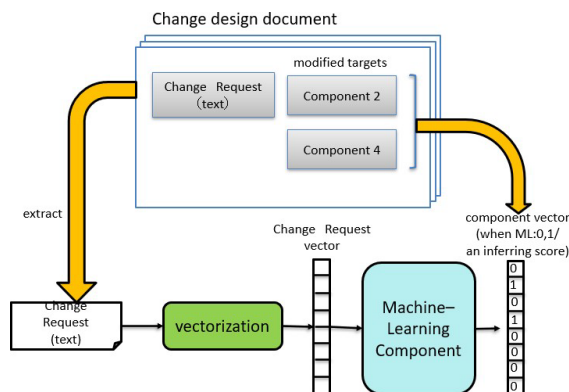 Change design document
modified targets
Change Request
（text）
Component 2
Component 4
extract
component vector
(when ML:0,1/
an inferring score)
Change Request
vector
Change
Request
(text)
vectorization
Machine–
Learning
Component
0
1
0
1
0
0
0
0